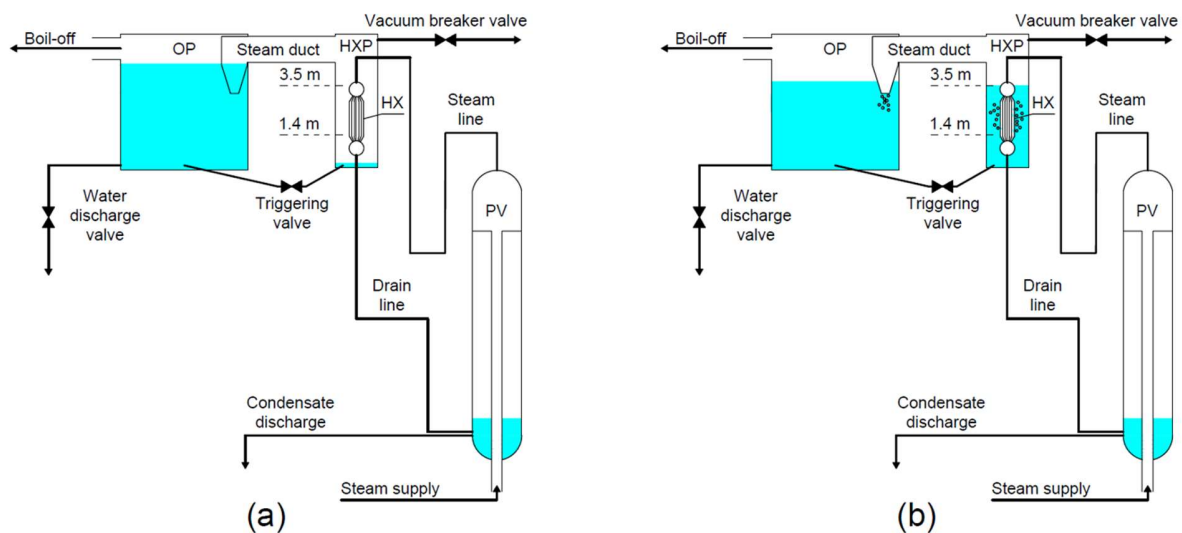 Vacuum breaker valve
Boil-off
OP
Steam duct
HXP
3.5 m
HX
1.4 m
Steam
line
Water
discharge
valve
Triggering
valve
PV
Drain
line
Condensate
discharge
Steam supply
(a)
Vacuum breaker valve
Boil-off
OP
Steam duct
HXP
3.5 m
HX
1.4 m
Steam
line
Water
discharge
valve
Triggering
valve
PV
Drain
line
Condensate
discharge
Steam supply
(b)